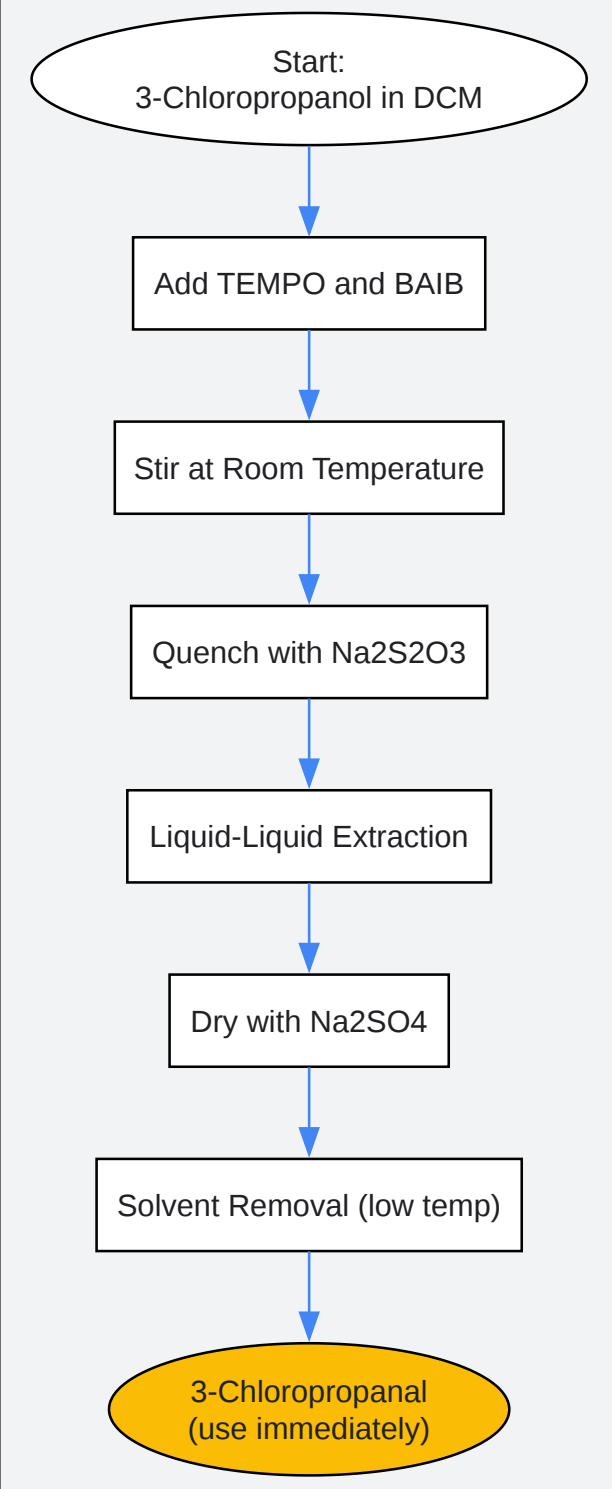 Start:
3-Chloropropanol in DCM
Add TEMPO and BAIB
Stir at Room Temperature
Quench with Na2S2O3
Liquid-Liquid Extraction
Dry with Na2SO4
Solvent Removal (low temp)
3-Chloropropanal
(use immediately)